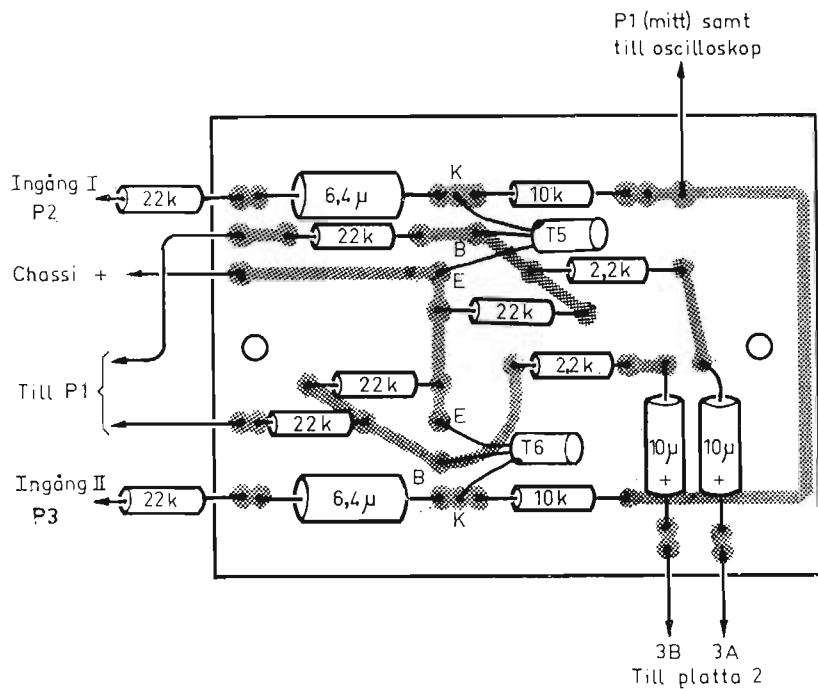 P1 (mitt) samt
till oscilloskop
Ingång I
P2
22k
6,4µ
K
10k
22k
B
T5
Chassi +
E
2,2k
22k
Till P1
22k
2,2k
22k
E
T6
10µ
+
10µ
+
Ingång II
P3
22k
6,4µ
B
K
10k
3B
3A
Till platta 2